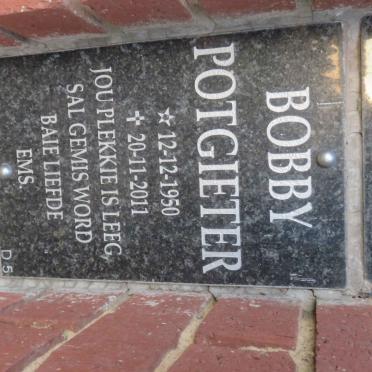 BOBBY
POTGIETER
☆ 12-12-1950
✝ 20-11-2011
JOU PLEKKIE IS LEEG,
SAL GEMIS WORD
BAIE LIEFDE
EMS
D 5